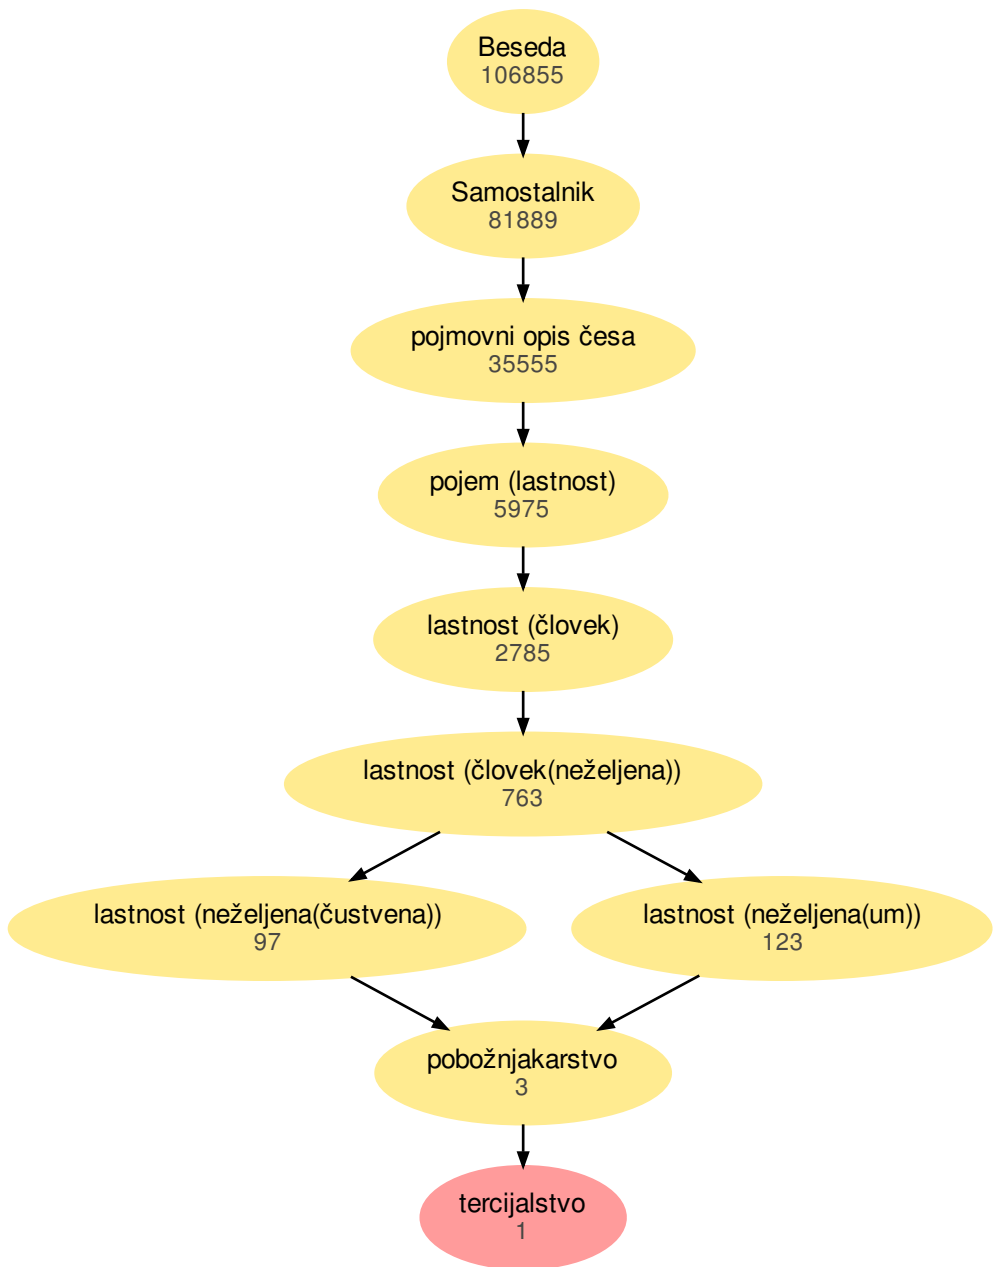 Beseda
106855
Samostalnik
81889
pojmovni opis česa
35555
pojem (lastnost)
5975
lastnost (človek)
2785
lastnost (človek(neželjena))
763
lastnost (neželjena(čustvena))
97
lastnost (neželjena(um))
123
pobožnjakarstvo
3
tercijalstvo
1